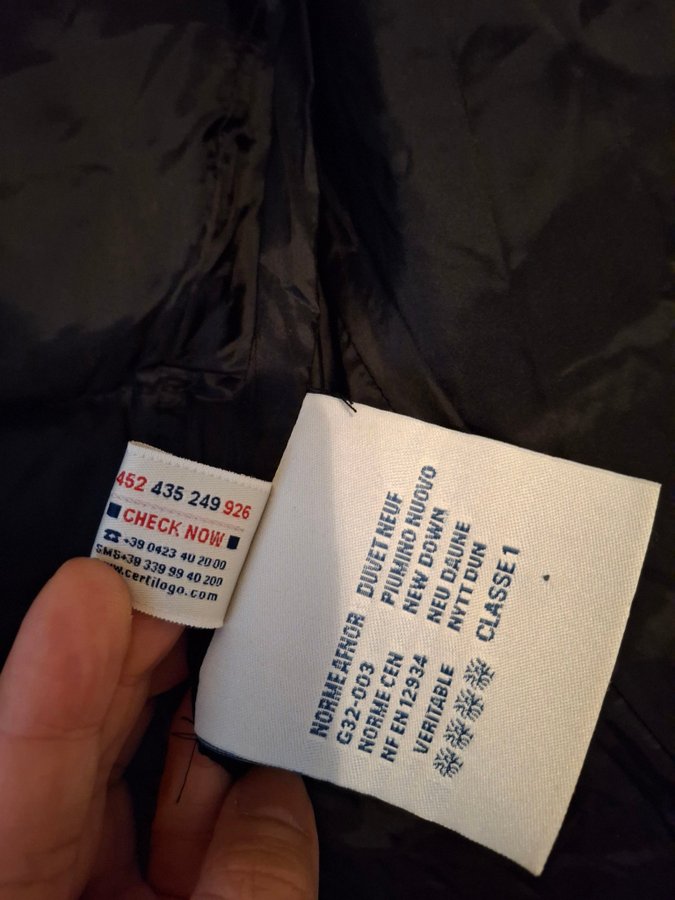 452 435 249 926
CHECK NOW
☎ +39 0423 40 20 00
SMS+39 339 99 40 200
www.certilogo.com
NORME AFNOR
G32-003
NORME CEN
NF EN 12934
VERITABLE
DUVET NEUF
PUMINO NUOVO
NEW DOWN
NEU DAUNE
NYTT DUN
CLASSE 1